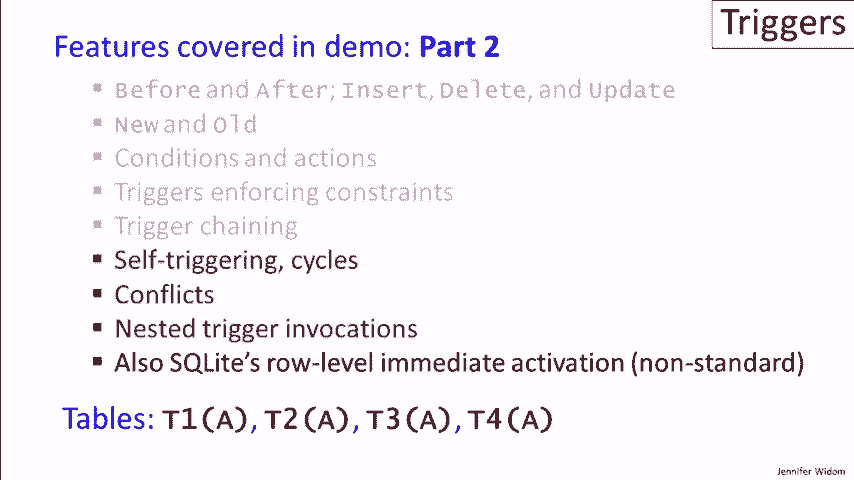 Triggers
Features covered in demo: Part 2
▪ Before and After; Insert, Delete, and Update
▪ New and Old
▪ Conditions and actions
▪ Triggers enforcing constraints
▪ Trigger chaining
▪ Self-triggering, cycles
▪ Conflicts
▪ Nested trigger invocations
▪ Also SQLite's row-level immediate activation (non-standard)
Tables: T1(A), T2(A), T3(A), T4(A)
Jennifer Widom